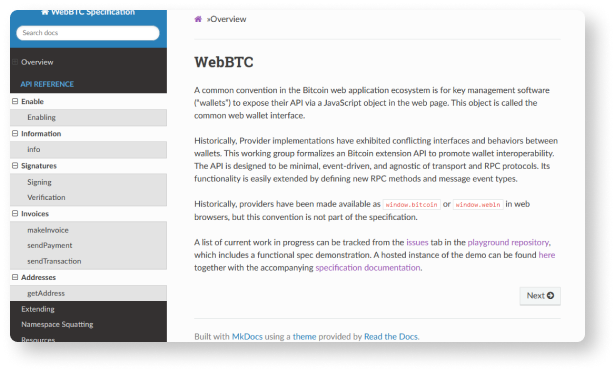 WebBTC Specification
Search docs
Overview
API REFERENCE
Enable
Enabling
Information
info
Signatures
Signing
Verification
Invoices
makeInvoice
sendPayment
sendTransaction
Addresses
getAddress
Extending
Namespace Squatting
Resources
»Overview
WebBTC
A common convention in the Bitcoin web application ecosystem is for key management software
("wallets") to expose their API via a JavaScript object in the web page. This object is called the
common web wallet interface.
Historically, Provider implementations have exhibited conflicting interfaces and behaviors between
wallets. This working group formalizes an Bitcoin extension API to promote wallet interoperability.
The API is designed to be minimal, event-driven, and agnostic of transport and RPC protocols. Its
functionality is easily extended by defining new RPC methods and message event types.
Historically, providers have been made available as window.bitcoin or window.webln in web
browsers, but this convention is not part of the specification.
A list of current work in progress can be tracked from the issues tab in the playground repository,
which includes a functional spec demonstration. A hosted instance of the demo can be found here
together with the accompanying specification documentation.
Next
Built with MkDocs using a theme provided by Read the Docs.